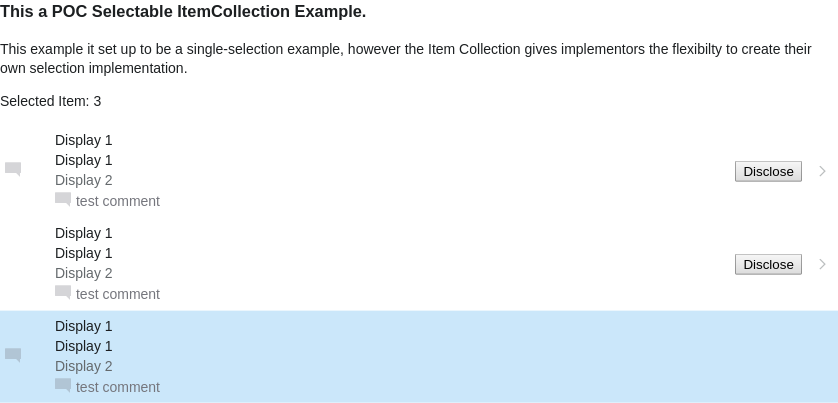 This a POC Selectable ItemCollection Example.
This example it set up to be a single-selection example, however the Item Collection gives implementors the flexibilty to create their
own selection implementation.
Selected Item: 3
Display 1
Display 1
Display 2
test comment
Disclose
Display 1
Display 1
Display 2
test comment
Disclose
Display 1
Display 1
Display 2
test comment